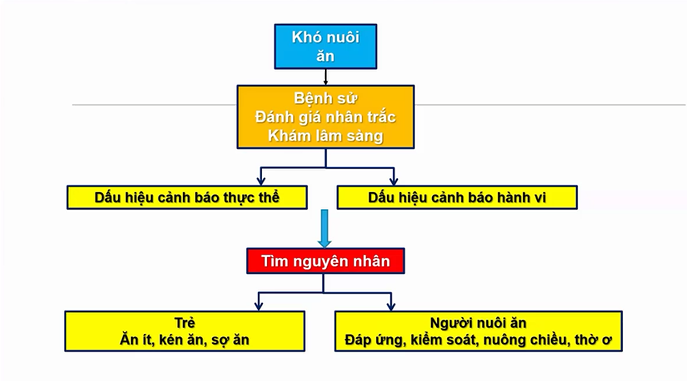 Khó nuôi
ăn
Bệnh sử
Đánh giá nhân trắc
Khám lâm sàng
Dấu hiệu cảnh báo thực thể
Dấu hiệu cảnh báo hành vi
Tìm nguyên nhân
Trẻ
Ăn ít, kén ăn, sợ ăn
Người nuôi ăn
Đáp ứng, kiểm soát, nuông chiều, thờ ơ